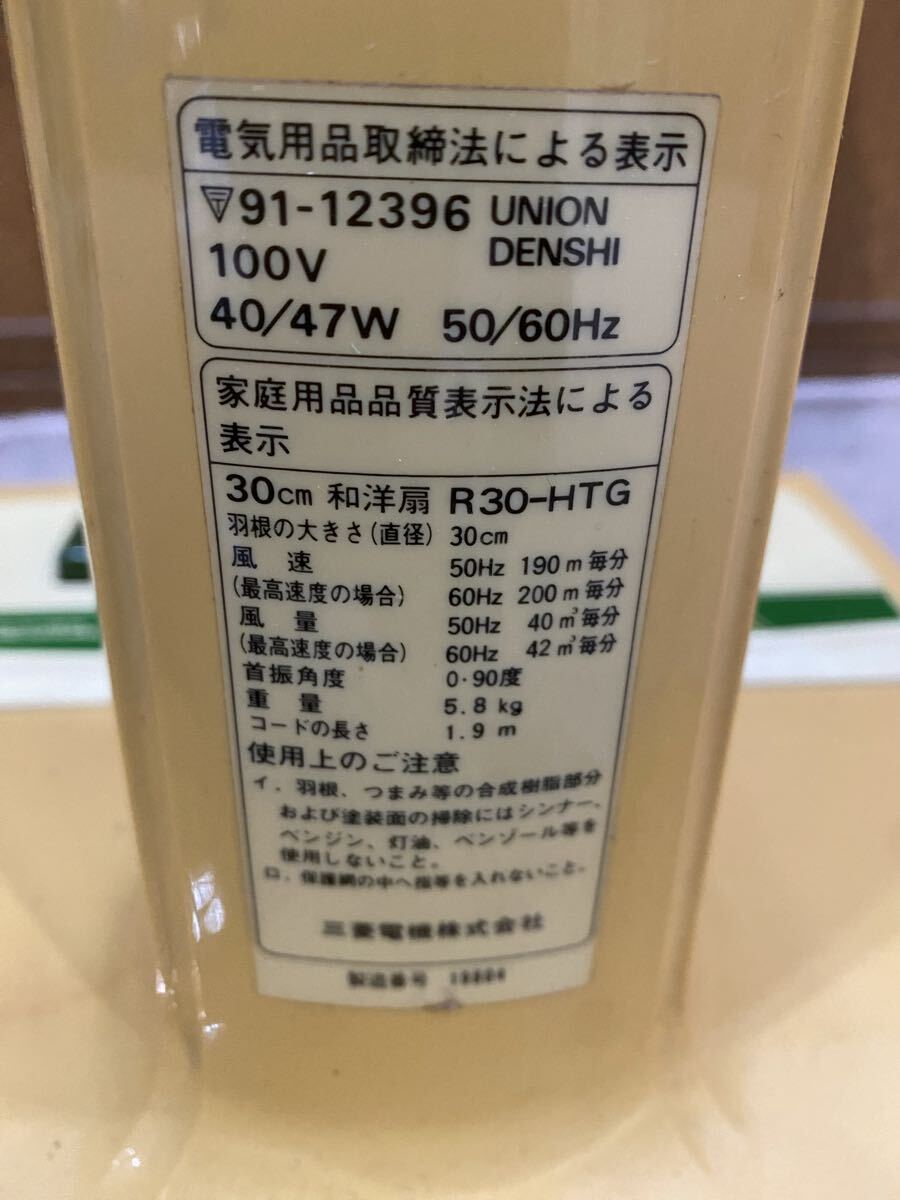 電気用品取締法による表示
〒91-12396 UNION
DENSHI
100V
40/47W 50/60Hz
家庭用品品質表示法による
表示
30cm 和洋扇 R30-HTG
羽根の大きさ(直径) 30cm
風 速 50Hz 190m毎分
(最高速度の場合) 60Hz 200m毎分
風 量 50Hz 40㎥毎分
(最高速度の場合) 60Hz 42㎥毎分
首振角度 0・90度
重 量 5.8kg
コードの長さ 1.9m
使用上のご注意
イ．羽根、つまみ等の合成樹脂部分
および塗装面の掃除にはシンナー、
ベンジン、灯油、ベンゾール等を
使用しないこと。
ロ．保護網の中へ指等を入れないこと。
三菱電機株式会社
製造番号